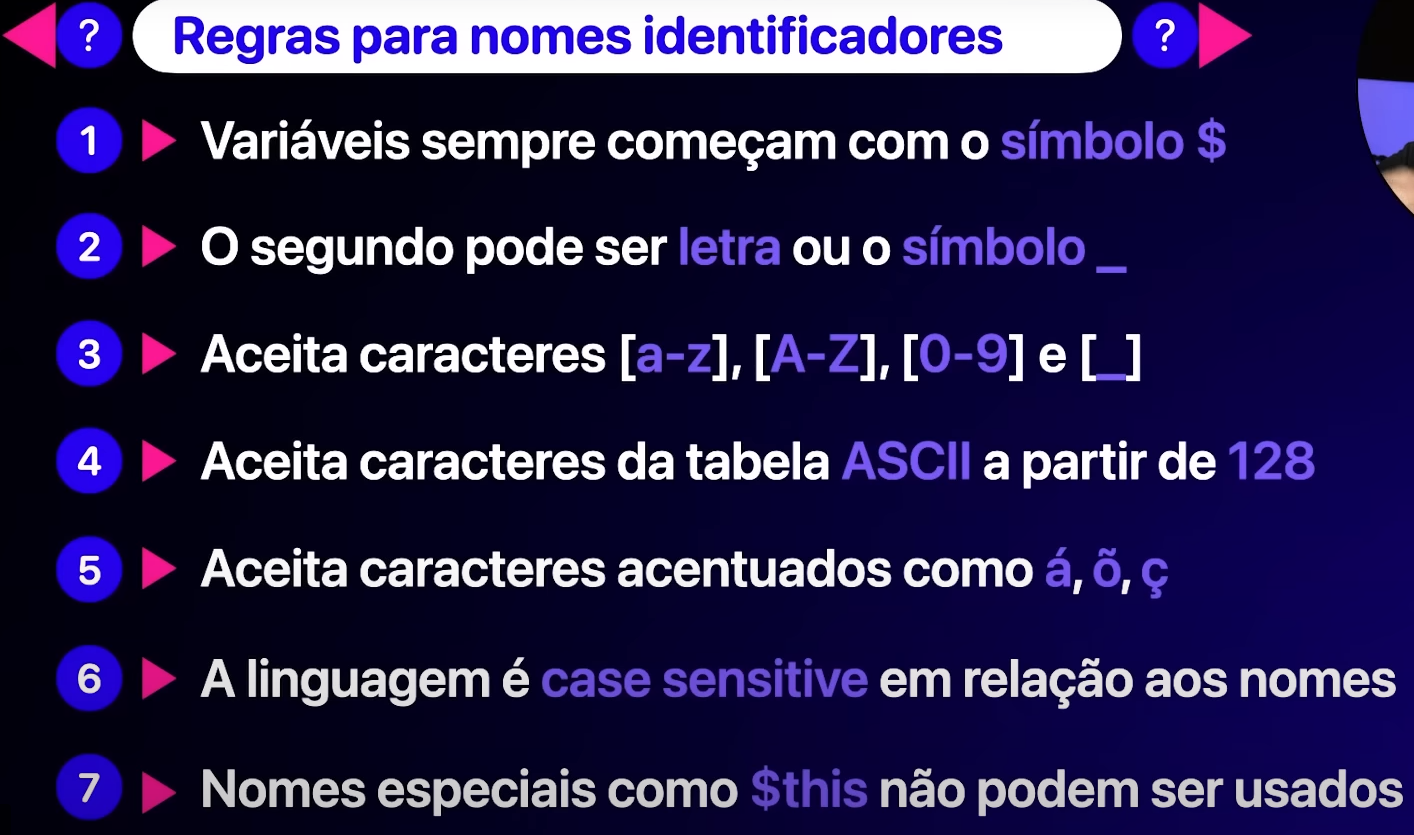 ? Regras para nomes identificadores ?
1 Variáveis sempre começam com o símbolo $
2 O segundo pode ser letra ou o símbolo _
3 Aceita caracteres [a-z], [A-Z], [0-9] e [_]
4 Aceita caracteres da tabela ASCII a partir de 128
5 Aceita caracteres acentuados como á, õ, ç
6 A linguagem é case sensitive em relação aos nomes
7 Nomes especiais como $this não podem ser usados